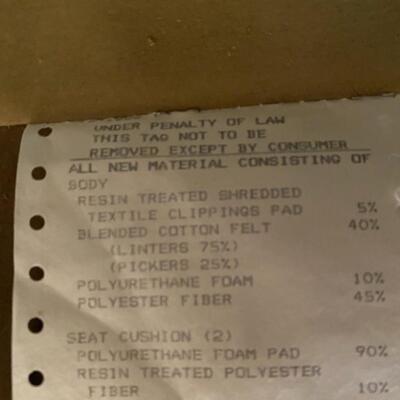 UNDER PENALTY OF LAW
THIS TAG NOT TO BE
REMOVED EXCEPT BY CONSUMER
ALL NEW MATERIAL CONSISTING OF
BODY
RESIN TREATED SHREDDED
TEXTILE CLIPPINGS PAD 5%
BLENDED COTTON FELT 40%
(LINTERS 75%)
(PICKERS 25%)
POLYURETHANE FOAM 10%
POLYESTER FIBER 45%
SEAT CUSHION (2)
POLYURETHANE FOAM PAD 90%
RESIN TREATED POLYESTER
FIBER 10%